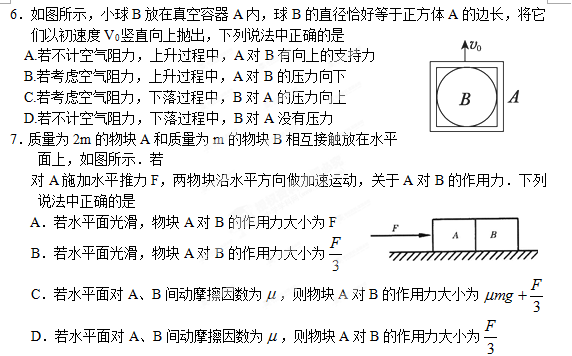 6．如图所示，小球 B 放在真空容器 A 内，球 B 的直径恰好等于正方体 A 的边长，将它
们以初速度 V₀竖直向上抛出，下列说法中正确的是
A.若不计空气阻力，上升过程中，A 对 B 有向上的支持力
B.若考虑空气阻力，上升过程中，A 对 B 的压力向下
C.若考虑空气阻力，下落过程中，B 对 A 的压力向上
D.若不计空气阻力，下落过程中，B 对 A 没有压力
v₀
B
A
7.质量为 2m 的物块 A 和质量为 m 的物块 B 相互接触放在水平
面上，如图所示．若
对 A 施加水平推力 F，两物块沿水平方向做加速运动，关于 A 对 B 的作用力．下列
说法中正确的是
A．若水平面光滑，物块 A 对 B 的作用力大小为 F
B．若水平面光滑，物块 A 对 B 的作用力大小为 F/3
C．若水平面对 A、B 间动摩擦因数为 μ，则物块 A 对 B 的作用力大小为 μmg + F/3
D．若水平面对 A、B 间动摩擦因数为 μ，则物块 A 对 B 的作用力大小为 F/3
F
A
B